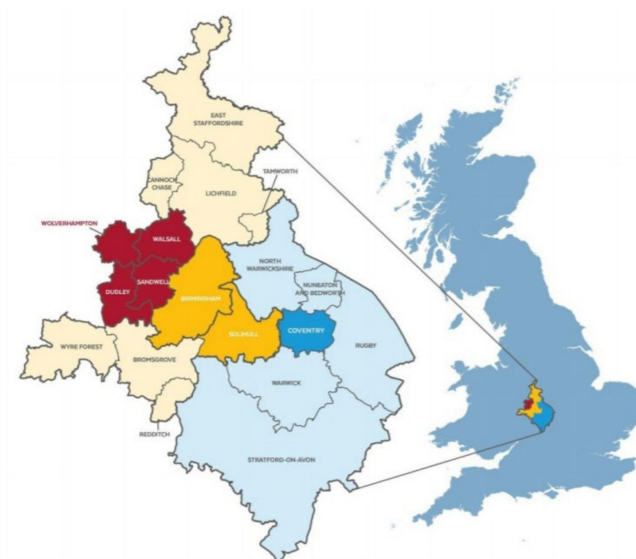 EAST
STAFFORDSHIRE
CANNOCK
CHASE
LICHFIELD
TAMWORTH
WOLVERHAMPTON
WALSALL
SANDWELL
DUDLEY
BIRMINGHAM
NORTH
WARWICKSHIRE
NUNEATON
AND BEDWORTH
SOLIHULL
COVENTRY
RUGBY
WYRE FOREST
BROMSGROVE
WARWICK
REDDITCH
STRATFORD-ON-AVON